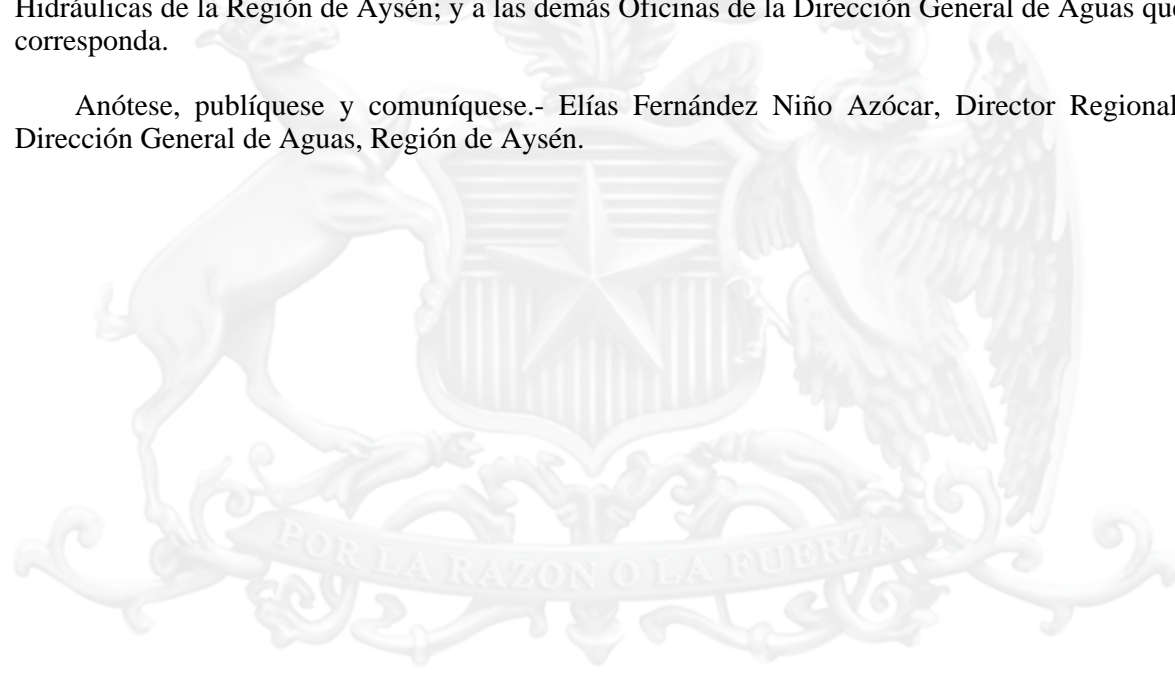 Hidráulicas de la Región de Aysén; y a las demás Oficinas de la Dirección General de Aguas que
corresponda.
Anótese, publíquese y comuníquese.- Elías Fernández Niño Azócar, Director Regional
Dirección General de Aguas, Región de Aysén.
POR LA RAZON O LA FUERZA